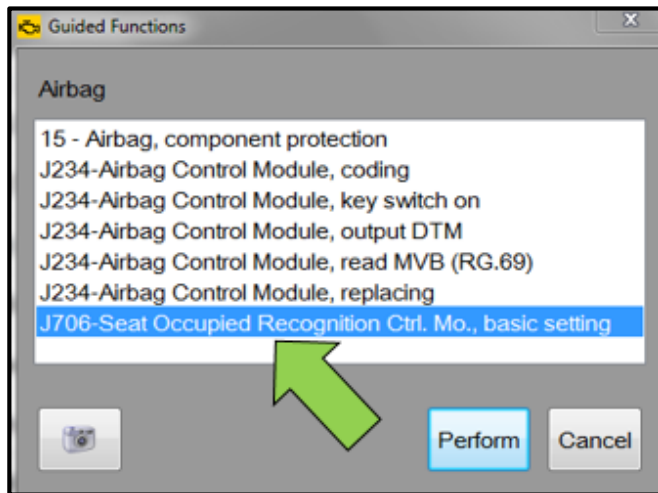 Guided Functions
Airbag
15 - Airbag, component protection
J234-Airbag Control Module, coding
J234-Airbag Control Module, key switch on
J234-Airbag Control Module, output DTM
J234-Airbag Control Module, read MVB (RG.69)
J234-Airbag Control Module, replacing
J706-Seat Occupied Recognition Ctrl. Mo., basic setting
Perform Cancel